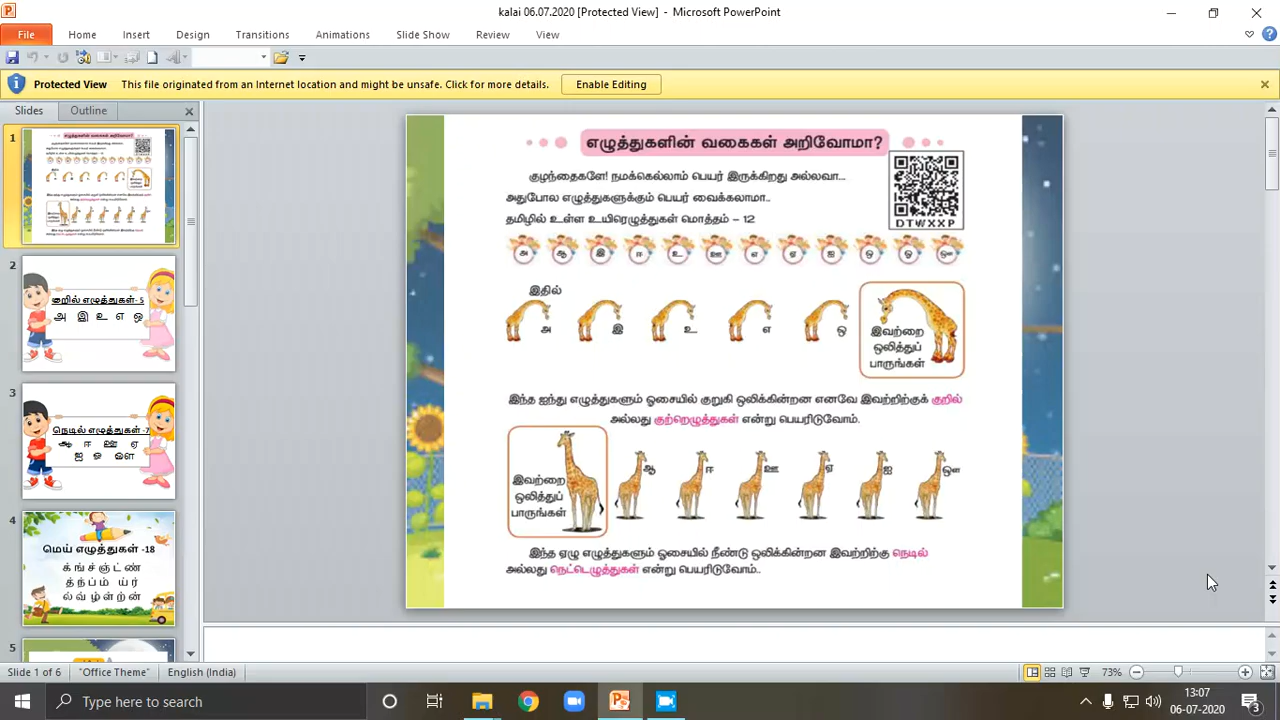 kalai 06.07.2020 [Protected View] - Microsoft PowerPoint
File Home Insert Design Transitions Animations Slide Show Review View
Protected View This file originated from an Internet location and might be unsafe. Click for more details. Enable Editing
Slides Outline
1
2
குறில் எழுத்துகள்- 5
அ இ உ எ ஒ
3
நெடில் எழுத்துகள் -7
ஆ ஈ ஊ ஏ
ஐ ஓ ஔ
4
மெய் எழுத்துகள் -18
க் ங் ச் ஞ் ட் ண்
த் ந் ப் ம் ய் ர்
ல் வ் ழ் ள் ற் ன்
5
எழுத்துகளின் வகைகள் அறிவோமா?
குழந்தைகளே! நமக்கெல்லாம் பெயர் இருக்கிறது அல்லவா...
அதுபோல எழுத்துகளுக்கும் பெயர் வைக்கலாமா..
தமிழில் உள்ள உயிரெழுத்துகள் மொத்தம் – 12
DTWXXP
அ ஆ இ ஈ உ ஊ எ ஏ ஐ ஒ ஓ ஔ
இதில்
அ இ உ எ ஒ
இவற்றை
ஒலித்துப்
பாருங்கள்
இந்த ஐந்து எழுத்துகளும் ஓசையில் குறுகி ஒலிக்கின்றன எனவே இவற்றிற்குக் குறில்
அல்லது குற்றெழுத்துகள் என்று பெயரிடுவோம்.
இவற்றை
ஒலித்துப்
பாருங்கள்
ஆ ஈ ஊ ஏ ஐ ஔ
இந்த ஏழு எழுத்துகளும் ஓசையில் நீண்டு ஒலிக்கின்றன இவற்றிற்கு நெடில்
அல்லது நெட்டெழுத்துகள் என்று பெயரிடுவோம்..
Slide 1 of 6 "Office Theme" English (India) 73%
Type here to search
13:07
06-07-2020
3